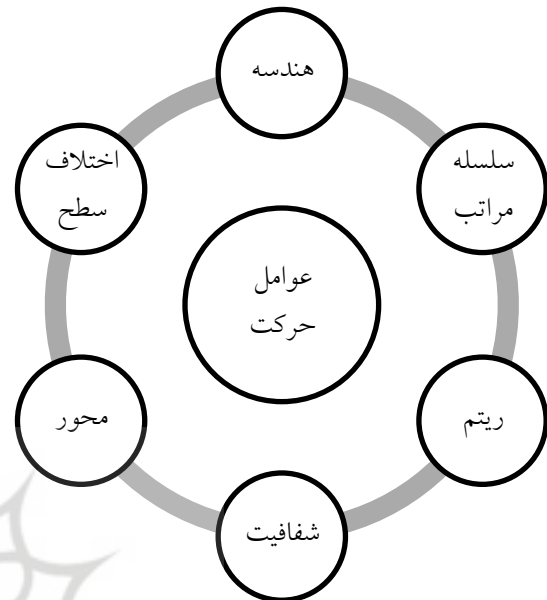 هندسه
سلسله
مراتب
ریتم
شفافیت
محور
اختلاف
سطح
عوامل
حرکت